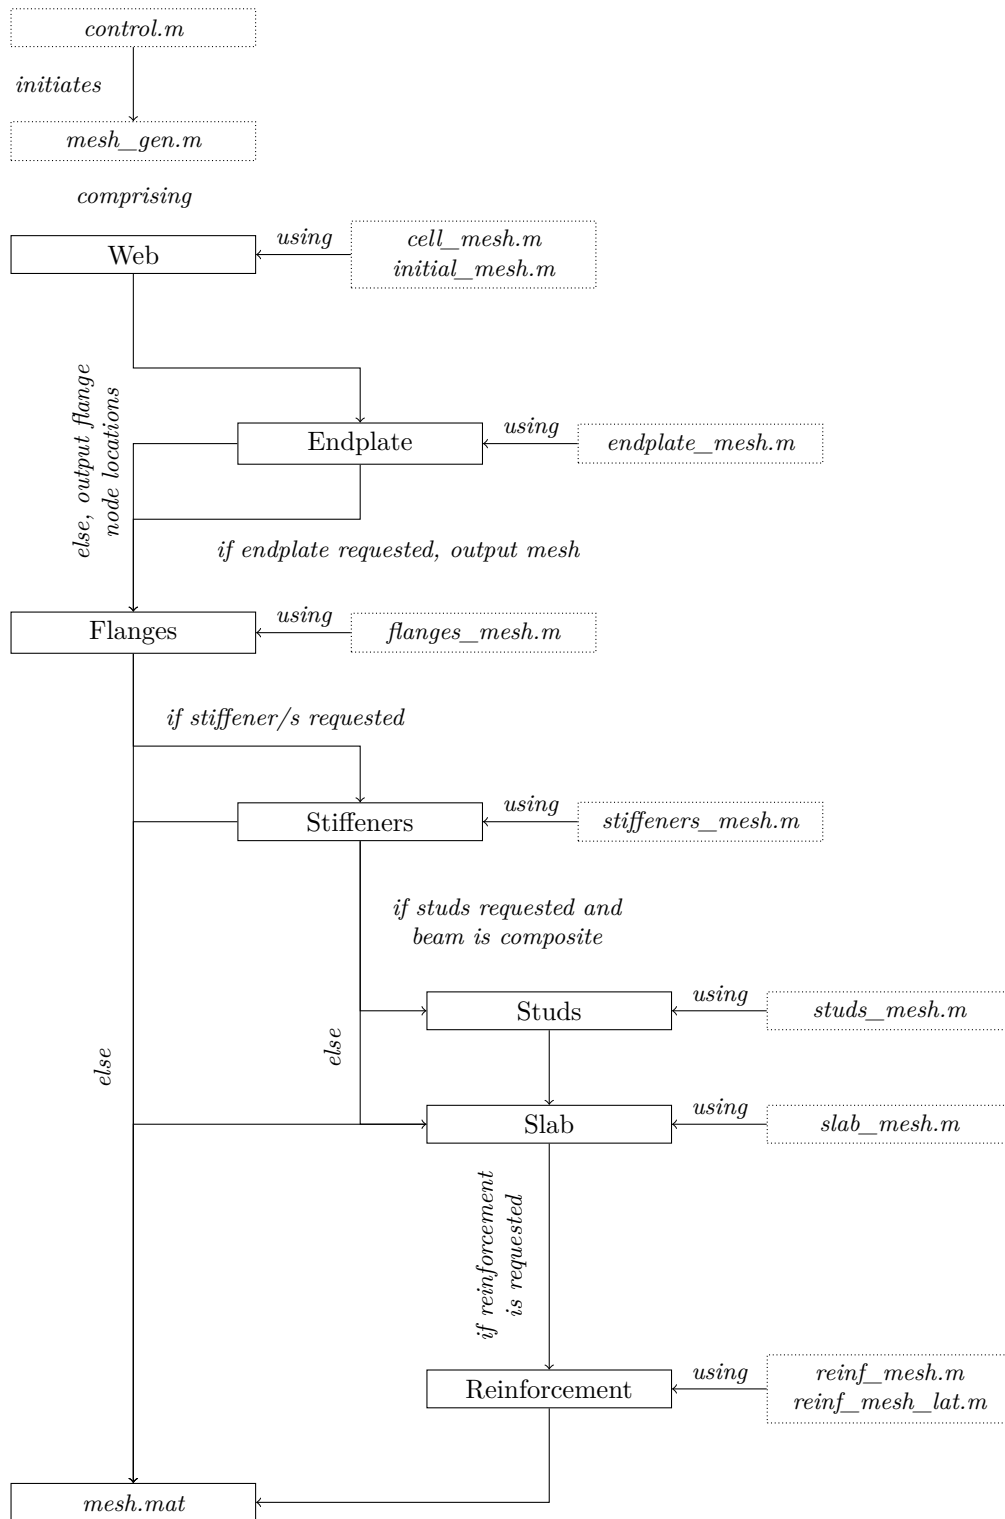 control.m
initiates
mesh_gen.m
comprising
Web
using
cell_mesh.m
initial_mesh.m
else, output flange
node locations
Endplate
using
endplate_mesh.m
if endplate requested, output mesh
Flanges
using
flanges_mesh.m
if stiffener/s requested
Stiffeners
using
stiffeners_mesh.m
if studs requested and
beam is composite
Studs
using
studs_mesh.m
else
else
Slab
using
slab_mesh.m
if reinforcement
is requested
Reinforcement
using
reinf_mesh.m
reinf_mesh_lat.m
mesh.mat